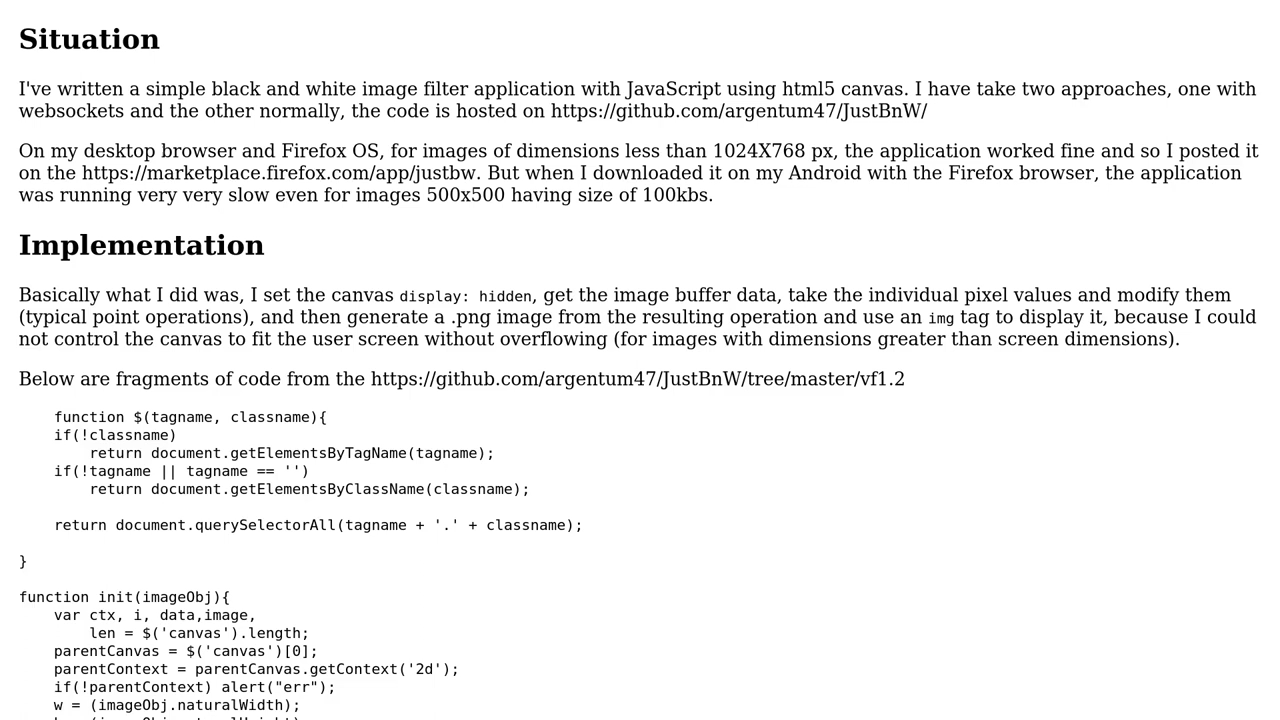 Situation
I've written a simple black and white image filter application with JavaScript using html5 canvas. I have take two approaches, one with
websockets and the other normally, the code is hosted on https://github.com/argentum47/JustBnW/
On my desktop browser and Firefox OS, for images of dimensions less than 1024X768 px, the application worked fine and so I posted it
on the https://marketplace.firefox.com/app/justbw. But when I downloaded it on my Android with the Firefox browser, the application
was running very very slow even for images 500x500 having size of 100kbs.
Implementation
Basically what I did was, I set the canvas display: hidden, get the image buffer data, take the individual pixel values and modify them
(typical point operations), and then generate a .png image from the resulting operation and use an img tag to display it, because I could
not control the canvas to fit the user screen without overflowing (for images with dimensions greater than screen dimensions).
Below are fragments of code from the https://github.com/argentum47/JustBnW/tree/master/vf1.2
    function $(tagname, classname){
    if(!classname)
        return document.getElementsByTagName(tagname);
    if(!tagname || tagname == '')
        return document.getElementsByClassName(classname);
    return document.querySelectorAll(tagname + '.' + classname);
}
function init(imageObj){
    var ctx, i, data,image,
        len = $('canvas').length;
    parentCanvas = $('canvas')[0];
    parentContext = parentCanvas.getContext('2d');
    if(!parentContext) alert("err");
    w = (imageObj.naturalWidth);